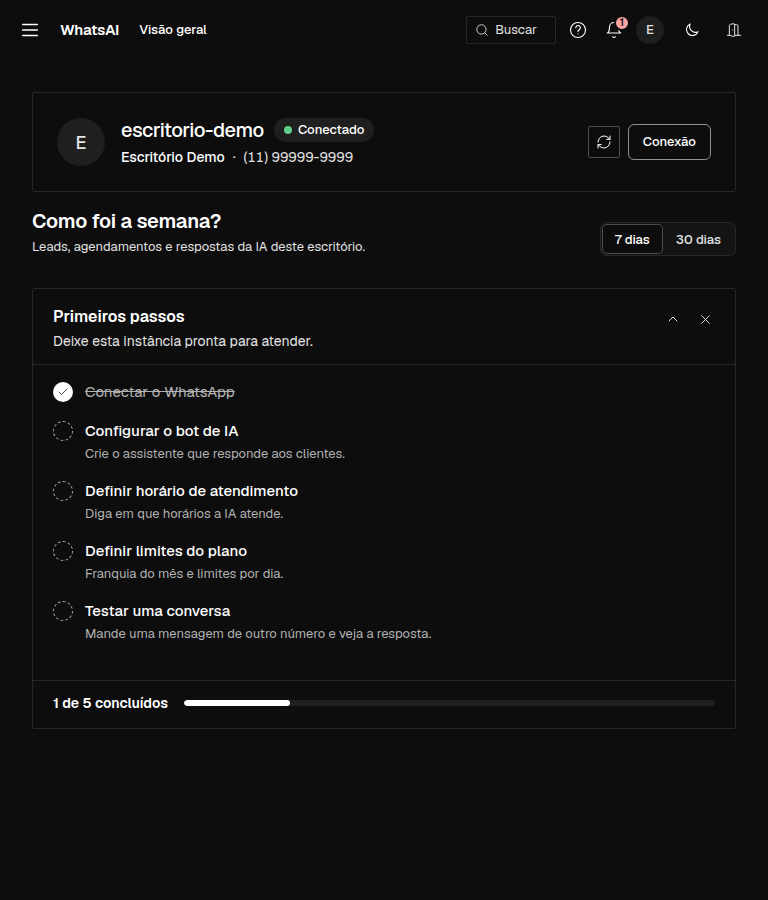 WhatsAI
Visão geral
Buscar
1
E
E
escritorio-demo
Conectado
Escritório Demo · (11) 99999-9999
Conexão
Como foi a semana?
Leads, agendamentos e respostas da IA deste escritório.
7 dias
30 dias
Primeiros passos
Deixe esta instância pronta para atender.
Conectar o WhatsApp
Configurar o bot de IA
Crie o assistente que responde aos clientes.
Definir horário de atendimento
Diga em que horários a IA atende.
Definir limites do plano
Franquia do mês e limites por dia.
Testar uma conversa
Mande uma mensagem de outro número e veja a resposta.
1 de 5 concluídos